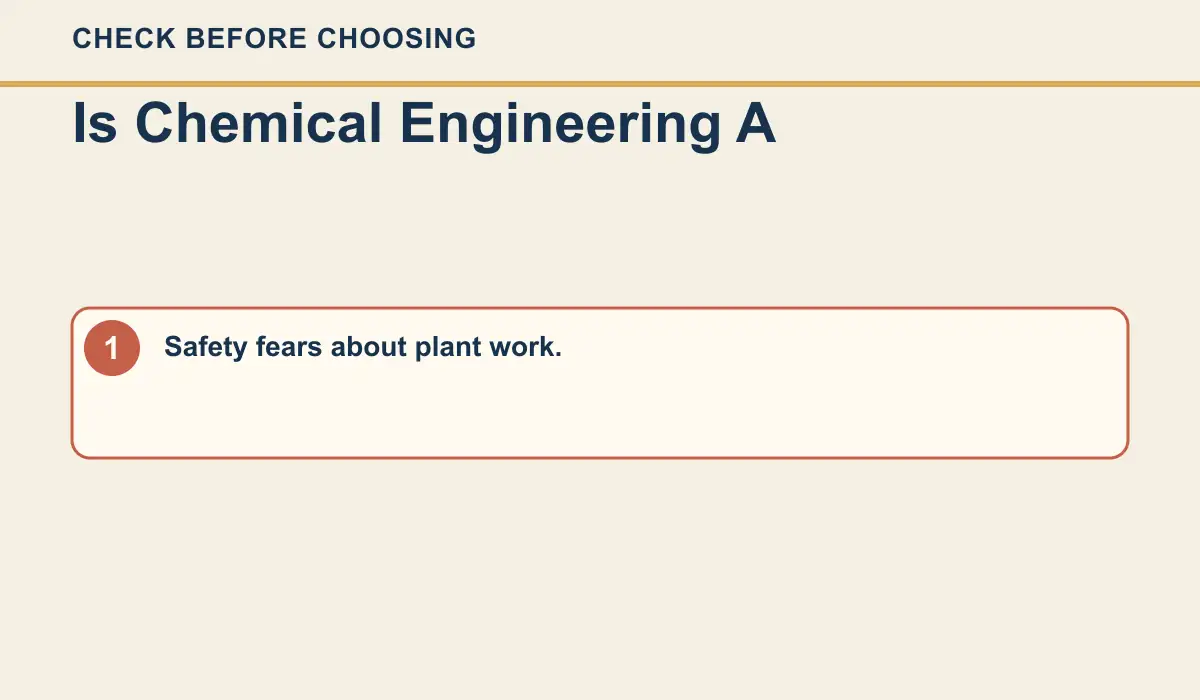 CHECK BEFORE CHOOSING
Is Chemical Engineering A
1 Safety fears about plant work.